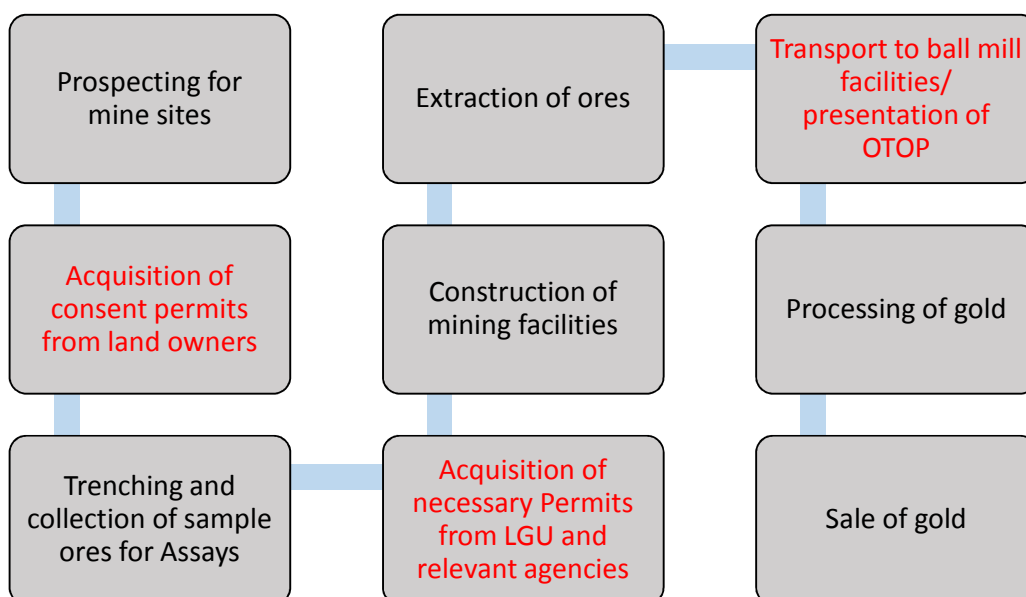 Prospecting for
mine sites
Acquisition of
consent permits
from land owners
Trenching and
collection of sample
ores for Assays
Acquisition of
necessary Permits
from LGU and
relevant agencies
Construction of
mining facilities
Extraction of ores
Transport to ball mill
facilities/
presentation of
OTOP
Processing of gold
Sale of gold